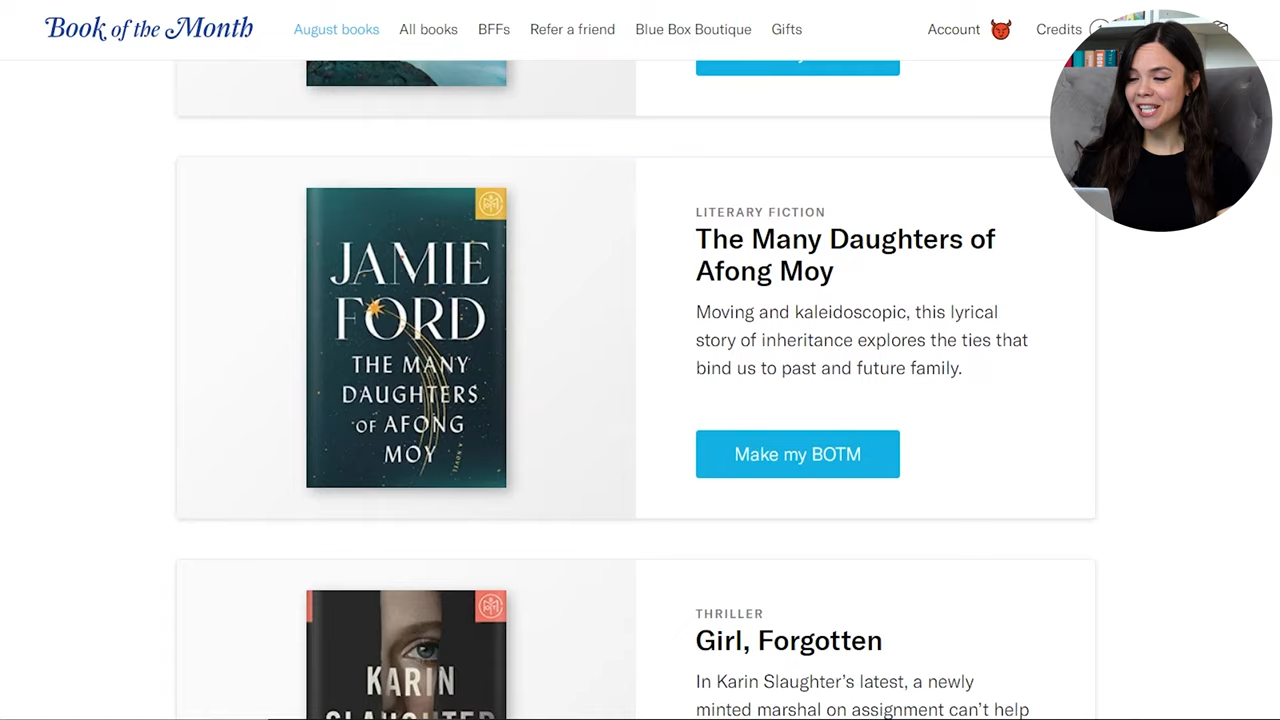 Book of the Month
August books
All books
BFFs
Refer a friend
Blue Box Boutique
Gifts
Account
Credits
JAMIE
FORD
THE MANY
DAUGHTERS
OF AFONG
MOY
A NOVEL
LITERARY FICTION
The Many Daughters of
Afong Moy
Moving and kaleidoscopic, this lyrical
story of inheritance explores the ties that
bind us to past and future family.
Make my BOTM
KARIN
SLAUGHTER
THRILLER
Girl, Forgotten
In Karin Slaughter’s latest, a newly
minted marshal on assignment can’t help